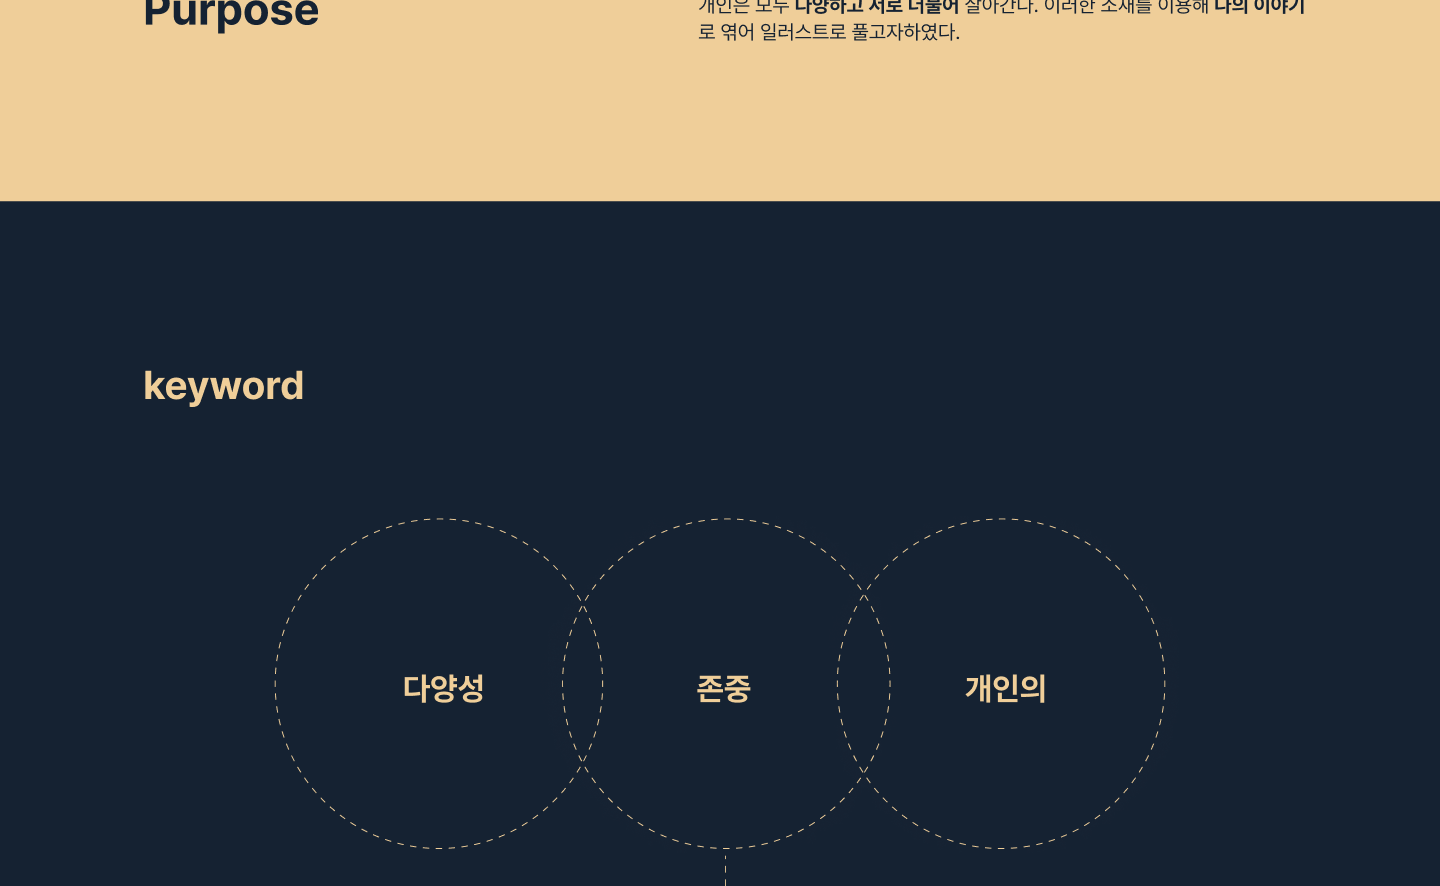 Purpose
개인은 모두 다양하고 서로 더불어 살아간다. 이러한 소재를 이용해 나의 이야기
로 엮어 일러스트로 풀고자하였다.
keyword
다양성
존중
개인의